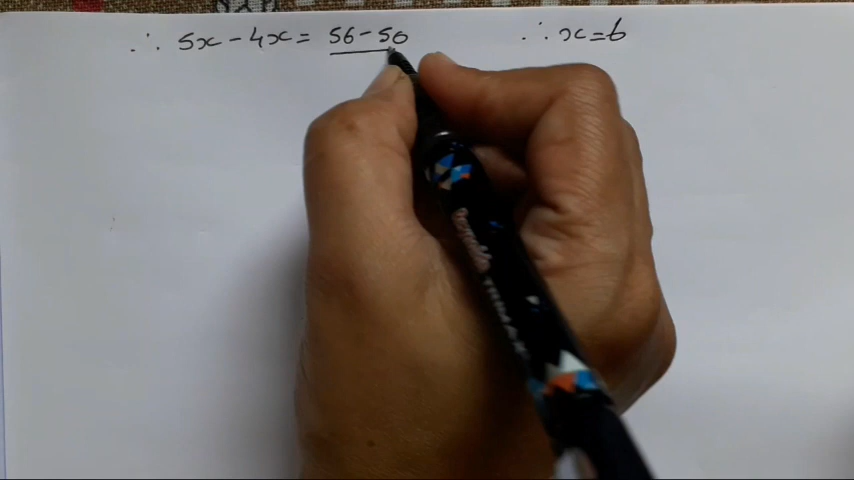 ∴ 5x - 4x = 56 - 50 ∴ x = 6